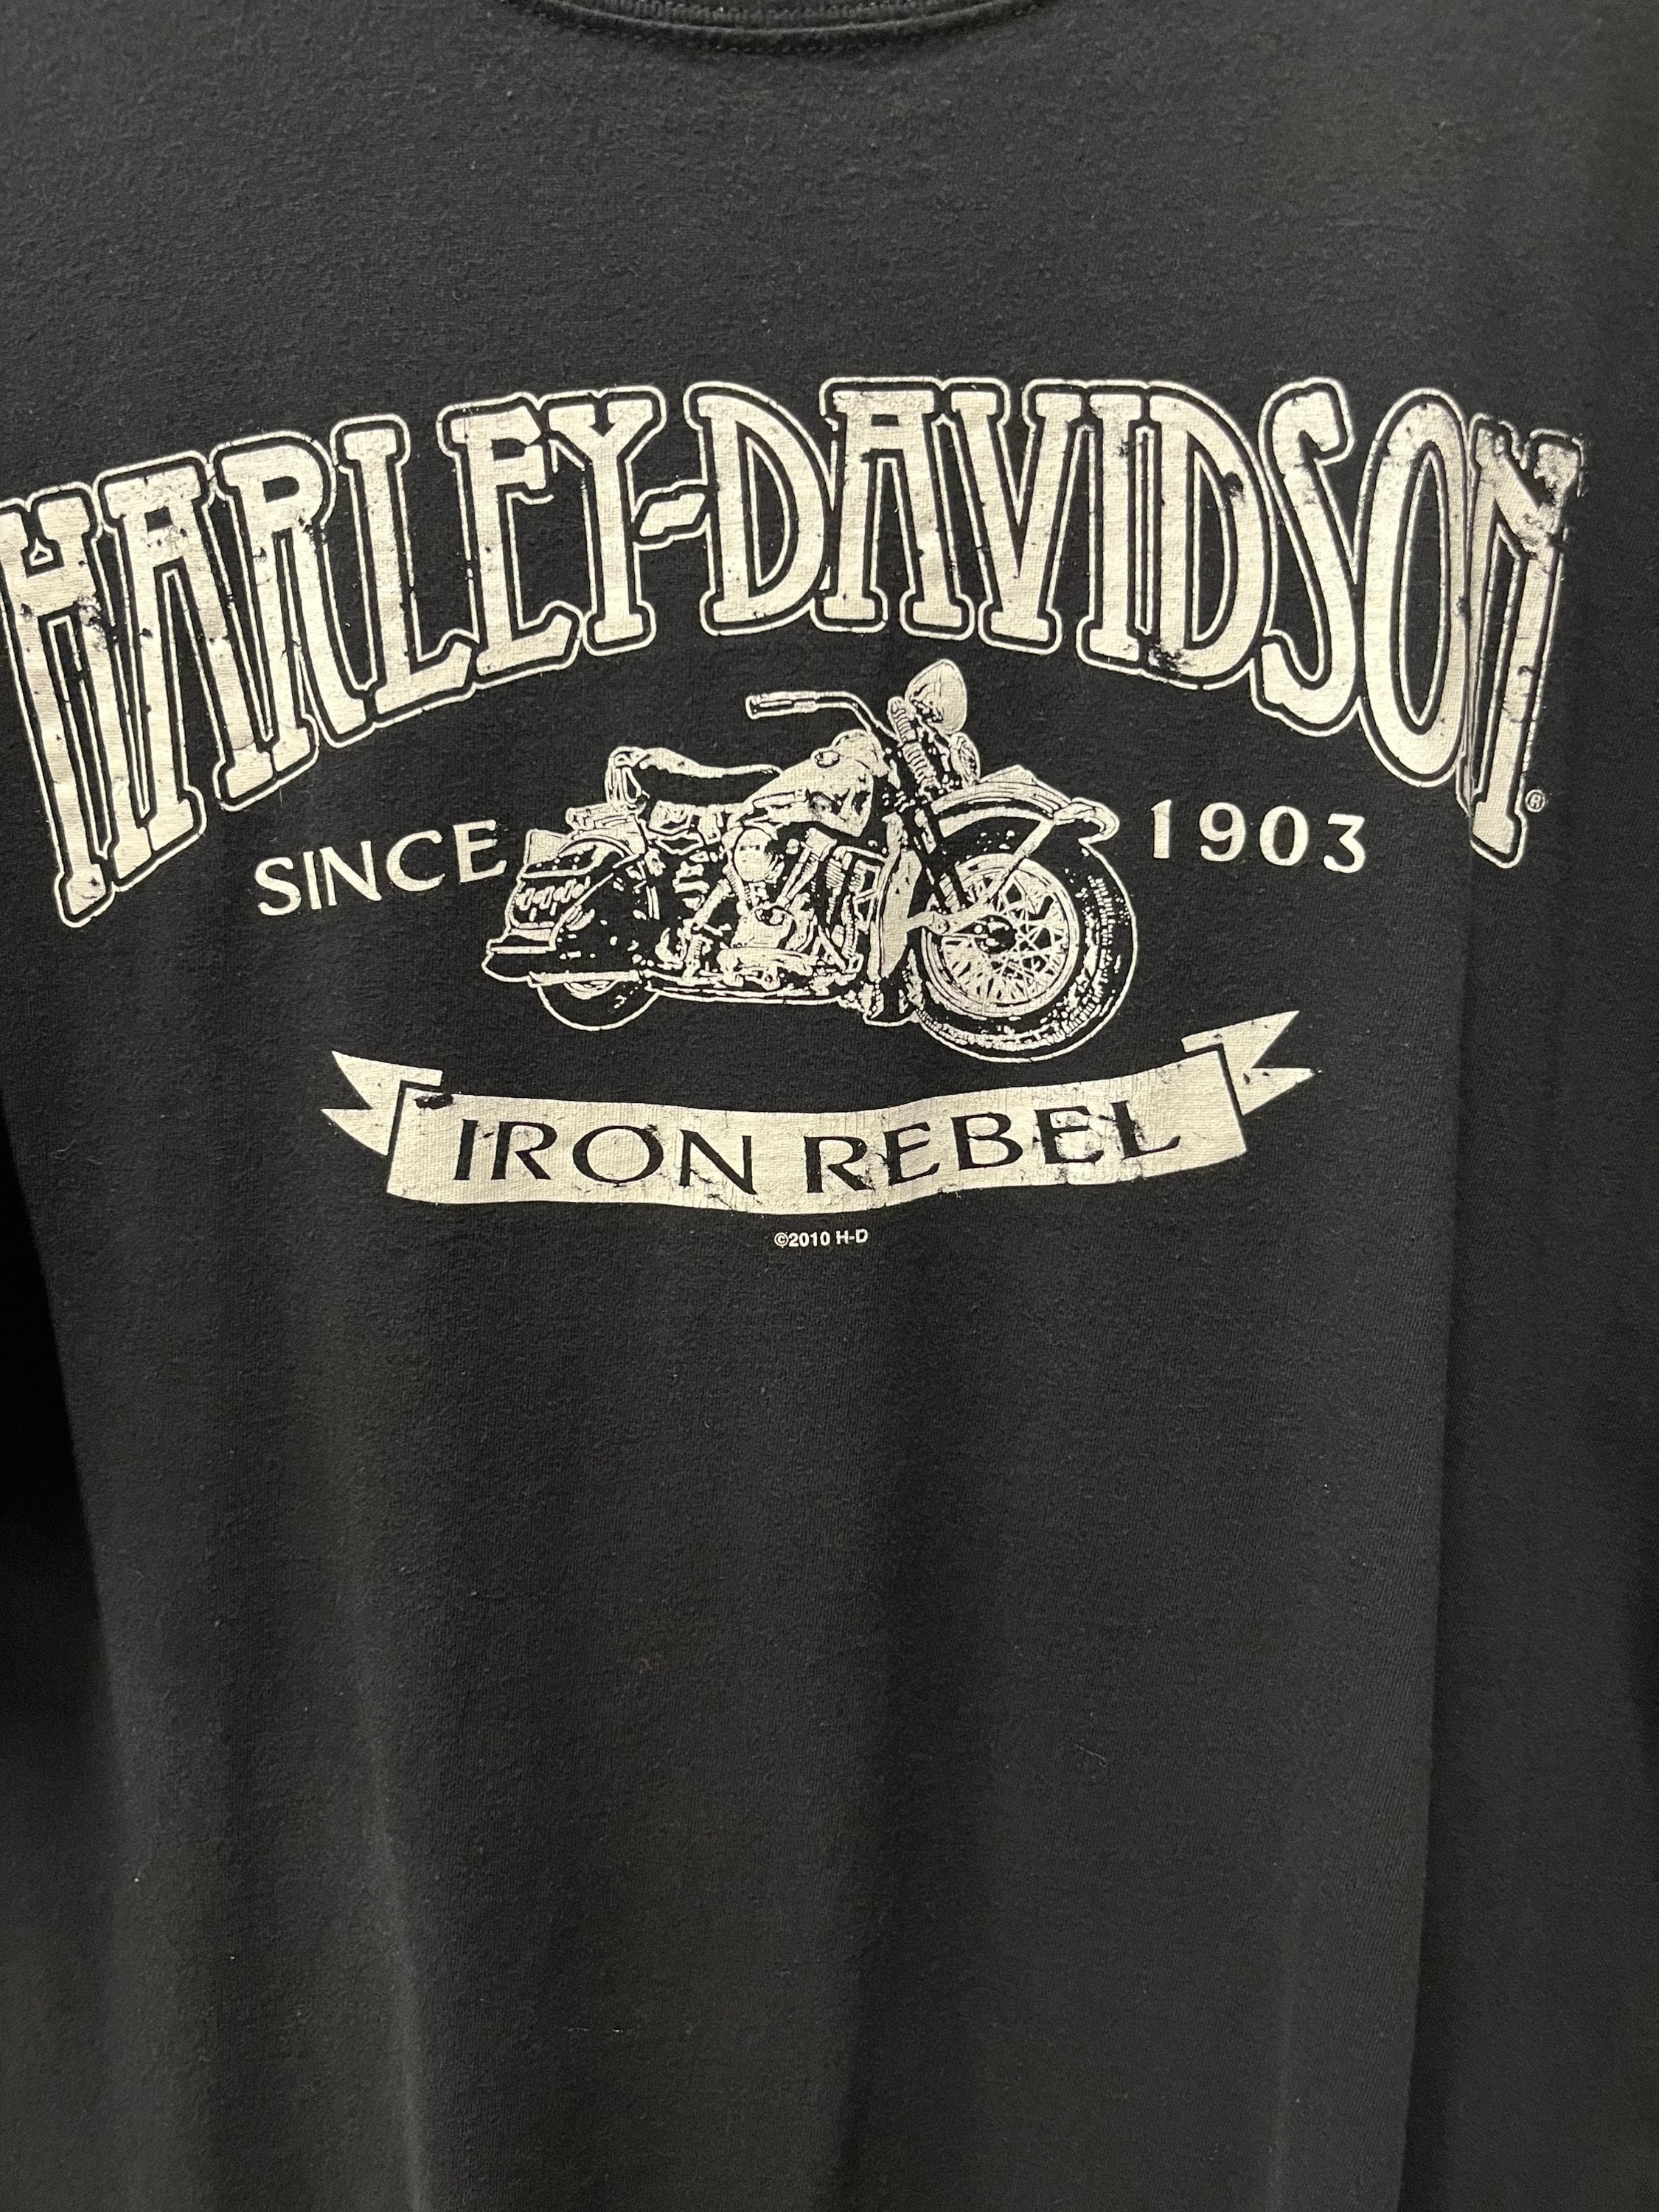 HARLEY-DAVIDSON®
SINCE 1903
IRON REBEL
©2010 H-D